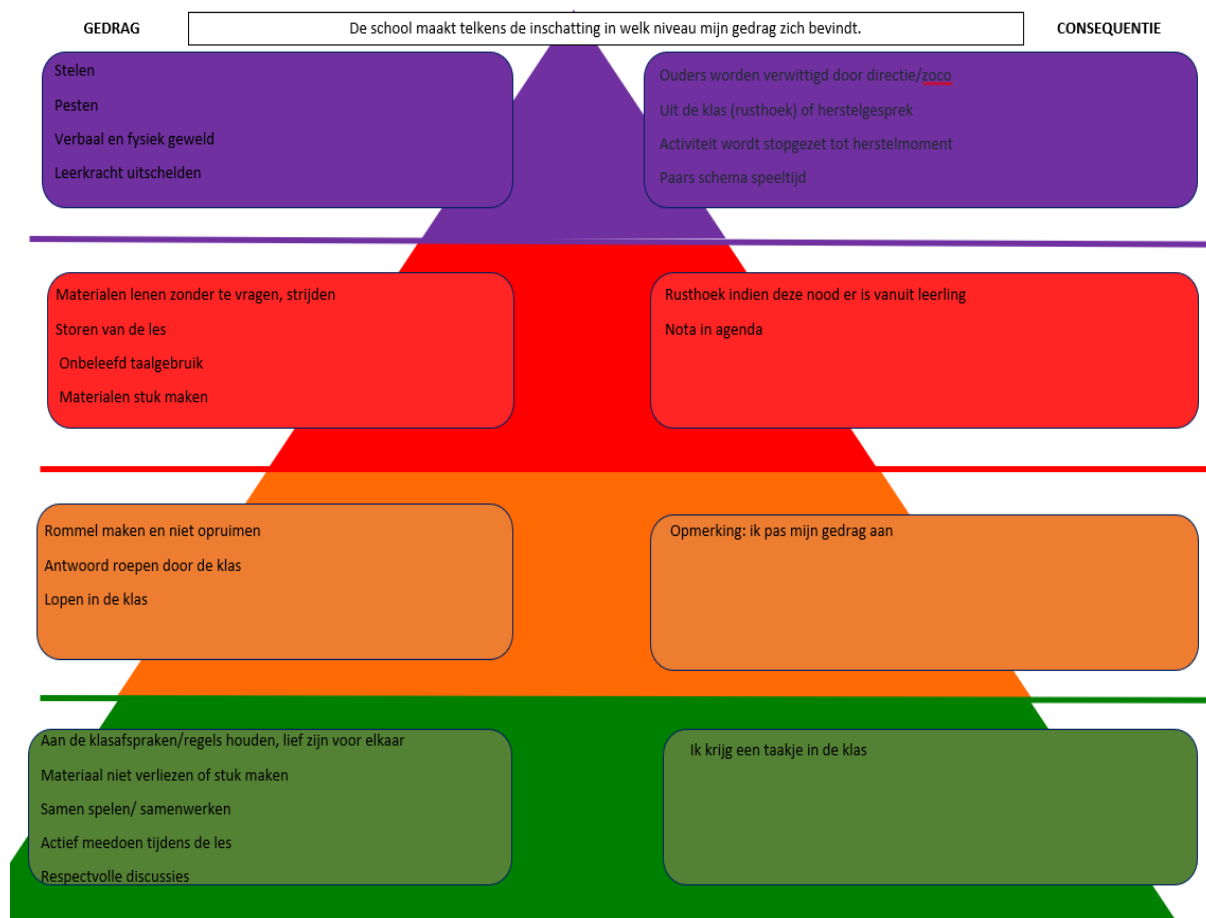 GEDRAG
De school maakt telkens de inschatting in welk niveau mijn gedrag zich bevindt.
CONSEQUENTIE
Stelen
Pesten
Verbaal en fysiek geweld
Leerkracht uitschelden
Ouders worden verwittigd door directie/zoco
Uit de klas (rusthoek) of herstelgesprek
Activiteit wordt stopgezet tot herstelmoment
Paars schema speeltijd
Materialen lenen zonder te vragen, strijden
Storen van de les
Onbeleefd taalgebruik
Materialen stuk maken
Rusthoek indien deze nood er is vanuit leerling
Nota in agenda
Rommel maken en niet opruimen
Antwoord roepen door de klas
Lopen in de klas
Opmerking: ik pas mijn gedrag aan
Aan de klasafspraken/regels houden, lief zijn voor elkaar
Materiaal niet verliezen of stuk maken
Samen spelen/ samenwerken
Actief meedoen tijdens de les
Respectvolle discussies
Ik krijg een taakje in de klas